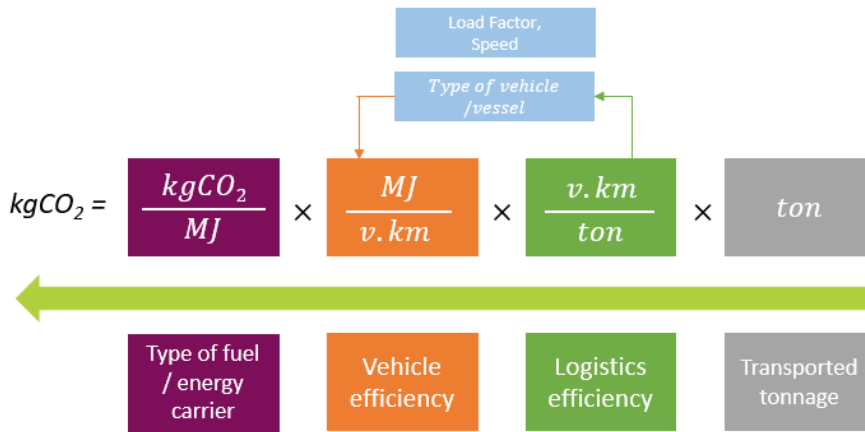 Load Factor,
Speed
Type of vehicle
/vessel
kgCO₂ = kgCO₂/MJ × MJ/v.km × v.km/ton × ton
Type of fuel
/ energy
carrier
Vehicle
efficiency
Logistics
efficiency
Transported
tonnage